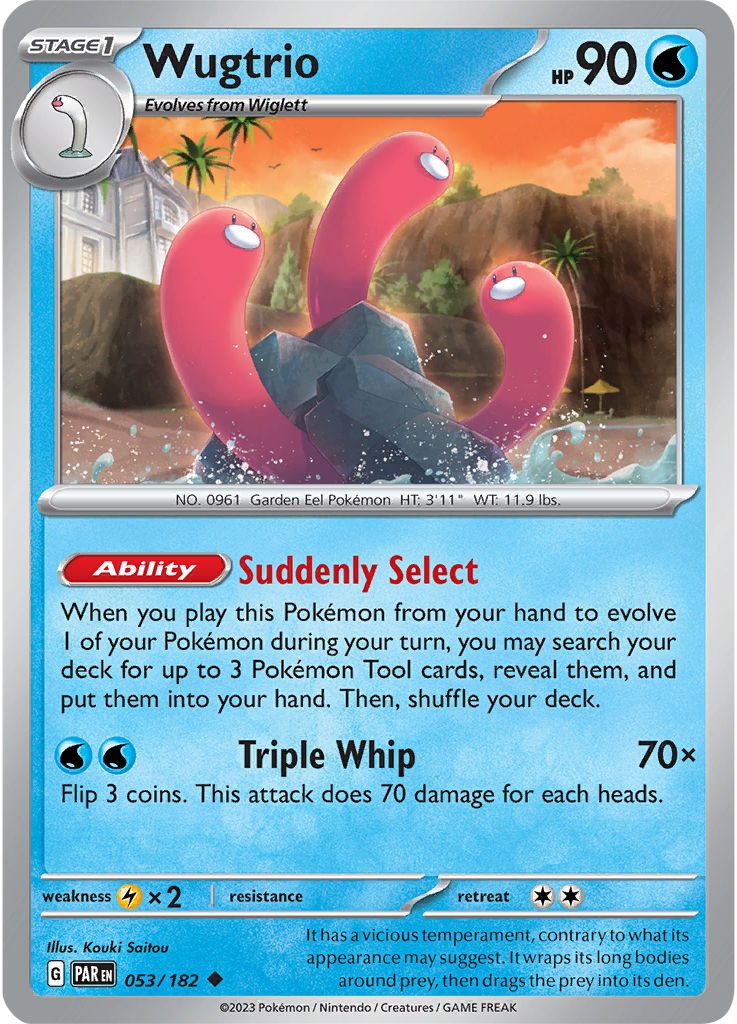 STAGE 1
Wugtrio
HP 90
Evolves from Wiglett
NO. 0961 Garden Eel Pokémon HT: 3'11" WT: 11.9 lbs.
Ability Suddenly Select
When you play this Pokémon from your hand to evolve
1 of your Pokémon during your turn, you may search your
deck for up to 3 Pokémon Tool cards, reveal them, and
put them into your hand. Then, shuffle your deck.
Triple Whip 70×
Flip 3 coins. This attack does 70 damage for each heads.
weakness ×2 resistance retreat
Illus. Kouki Saitou
G PAR EN 053/182
It has a vicious temperament, contrary to what its
appearance may suggest. It wraps its long bodies
around prey, then drags the prey into its den.
©2023 Pokémon / Nintendo / Creatures / GAME FREAK